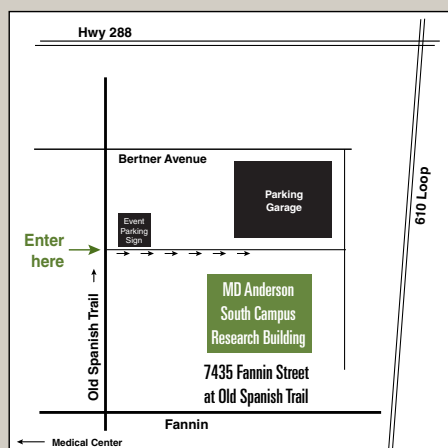 Hwy 288
610 Loop
Bertner Avenue
Parking
Garage
Event
Parking
Sign
Enter
here
Old Spanish Trail
MD Anderson
South Campus
Research Building
7435 Fannin Street
at Old Spanish Trail
Fannin
Medical Center